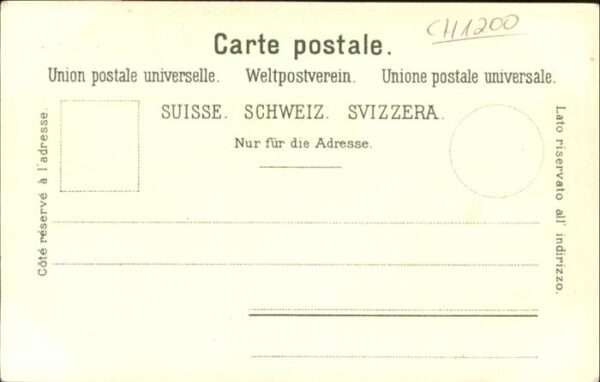 CH1200
Carte postale.
Union postale universelle. Weltpostverein. Unione postale universale.
SUISSE. SCHWEIZ. SVIZZERA.
Nur für die Adresse.
Côté réservé à l'adresse.
Lato riservato all' indirizzo.